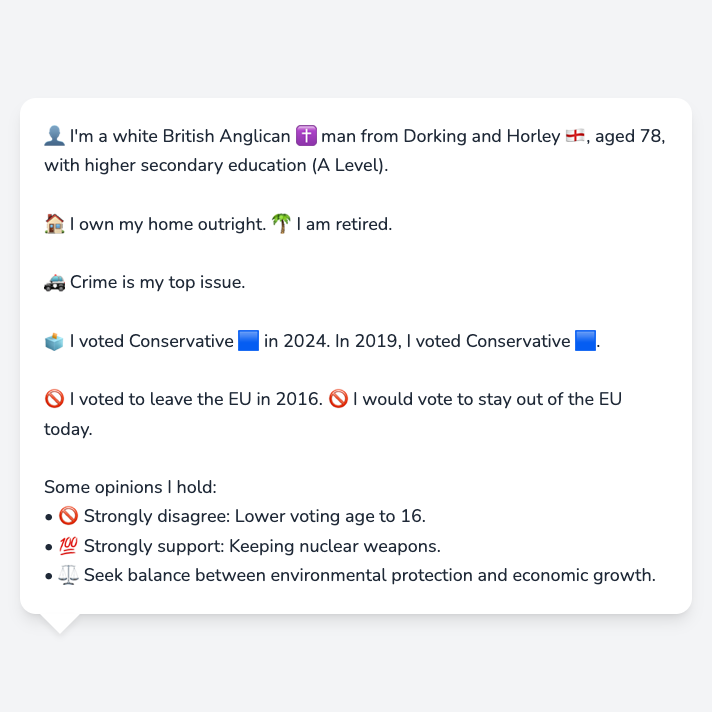 👤 I'm a white British Anglican ✝️ man from Dorking and Horley 🏴󠁧󠁢󠁥󠁮󠁧󠁿, aged 78,
with higher secondary education (A Level).
🏠 I own my home outright. 🌴 I am retired.
🚓 Crime is my top issue.
🗳️ I voted Conservative 🟦 in 2024. In 2019, I voted Conservative 🟦.
🚫 I voted to leave the EU in 2016. 🚫 I would vote to stay out of the EU
today.
Some opinions I hold:
• 🚫 Strongly disagree: Lower voting age to 16.
• 💯 Strongly support: Keeping nuclear weapons.
• ⚖️ Seek balance between environmental protection and economic growth.